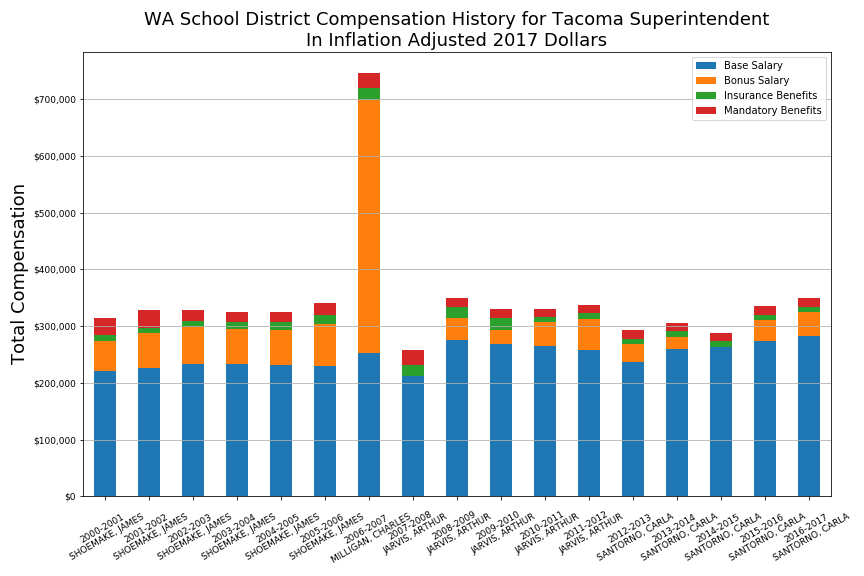 WA School District Compensation History for Tacoma Superintendent
In Inflation Adjusted 2017 Dollars
Base Salary
Bonus Salary
Insurance Benefits
Mandatory Benefits
Total Compensation
$700,000
$600,000
$500,000
$400,000
$300,000
$200,000
$100,000
$0
2000-2001
SHOEMAKE, JAMES
2001-2002
SHOEMAKE, JAMES
2002-2003
SHOEMAKE, JAMES
2003-2004
SHOEMAKE, JAMES
2004-2005
SHOEMAKE, JAMES
2005-2006
SHOEMAKE, JAMES
2006-2007
MILLIGAN, CHARLES
2007-2008
JARVIS, ARTHUR
2008-2009
JARVIS, ARTHUR
2009-2010
JARVIS, ARTHUR
2010-2011
JARVIS, ARTHUR
2011-2012
JARVIS, ARTHUR
2012-2013
SANTORNO, CARLA
2013-2014
SANTORNO, CARLA
2014-2015
SANTORNO, CARLA
2015-2016
SANTORNO, CARLA
2016-2017
SANTORNO, CARLA